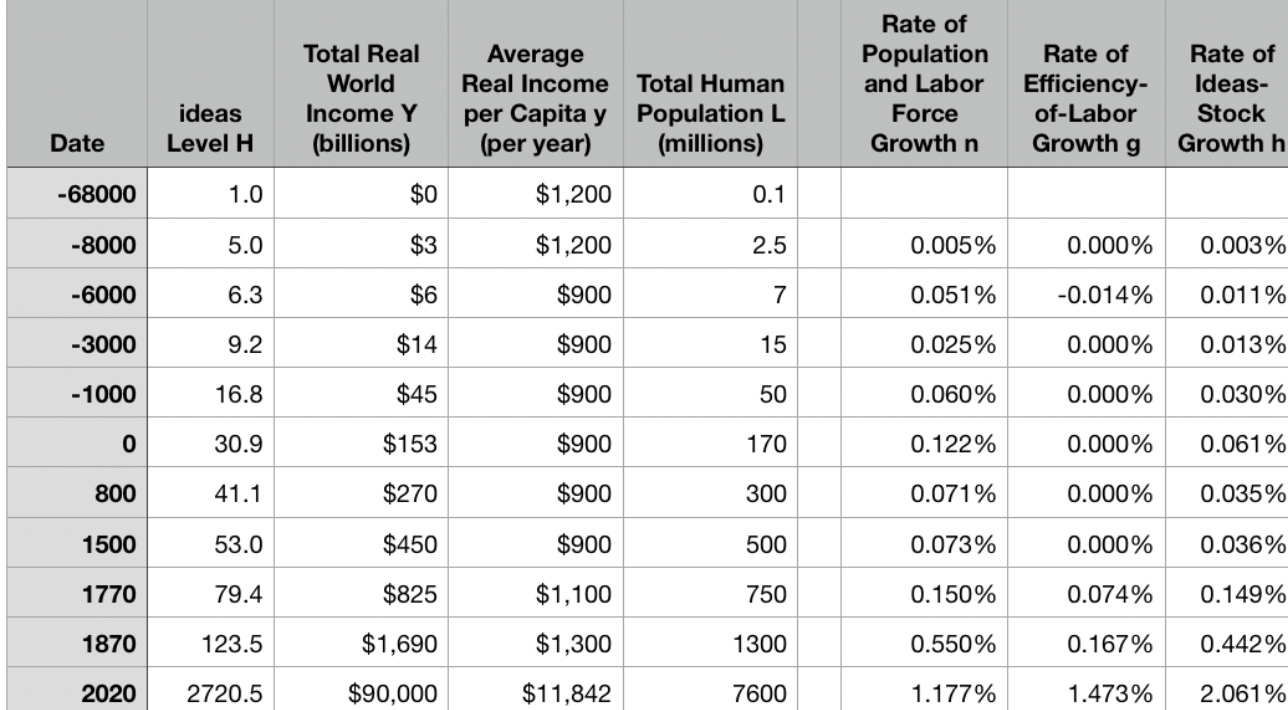 Date ideas Level H Total Real World Income Y (billions) Average Real Income per Capita y (per year) Total Human Population L (millions) Rate of Population and Labor Force Growth n Rate of Efficiency-of-Labor Growth g Rate of Ideas-Stock Growth h
-68000 1.0 $0 $1,200 0.1
-8000 5.0 $3 $1,200 2.5 0.005% 0.000% 0.003%
-6000 6.3 $6 $900 7 0.051% -0.014% 0.011%
-3000 9.2 $14 $900 15 0.025% 0.000% 0.013%
-1000 16.8 $45 $900 50 0.060% 0.000% 0.030%
0 30.9 $153 $900 170 0.122% 0.000% 0.061%
800 41.1 $270 $900 300 0.071% 0.000% 0.035%
1500 53.0 $450 $900 500 0.073% 0.000% 0.036%
1770 79.4 $825 $1,100 750 0.150% 0.074% 0.149%
1870 123.5 $1,690 $1,300 1300 0.550% 0.167% 0.442%
2020 2720.5 $90,000 $11,842 7600 1.177% 1.473% 2.061%